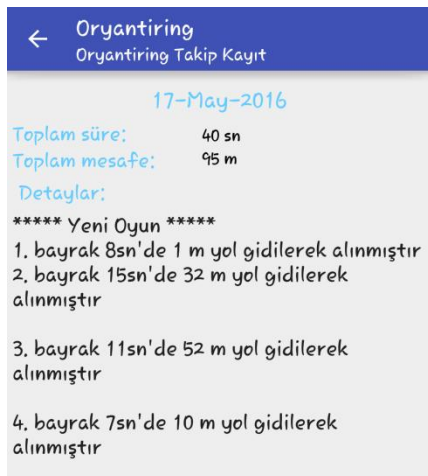 Oryantiring
Oryantiring Takip Kayıt
17-May-2016
Toplam süre: 40 sn
Toplam mesafe: 95 m
Detaylar:
***** Yeni Oyun *****
1. bayrak 8sn'de 1 m yol gidilerek alınmıştır
2. bayrak 15sn'de 32 m yol gidilerek
alınmıştır
3. bayrak 11sn'de 52 m yol gidilerek
alınmıştır
4. bayrak 7sn'de 10 m yol gidilerek
alınmıştır